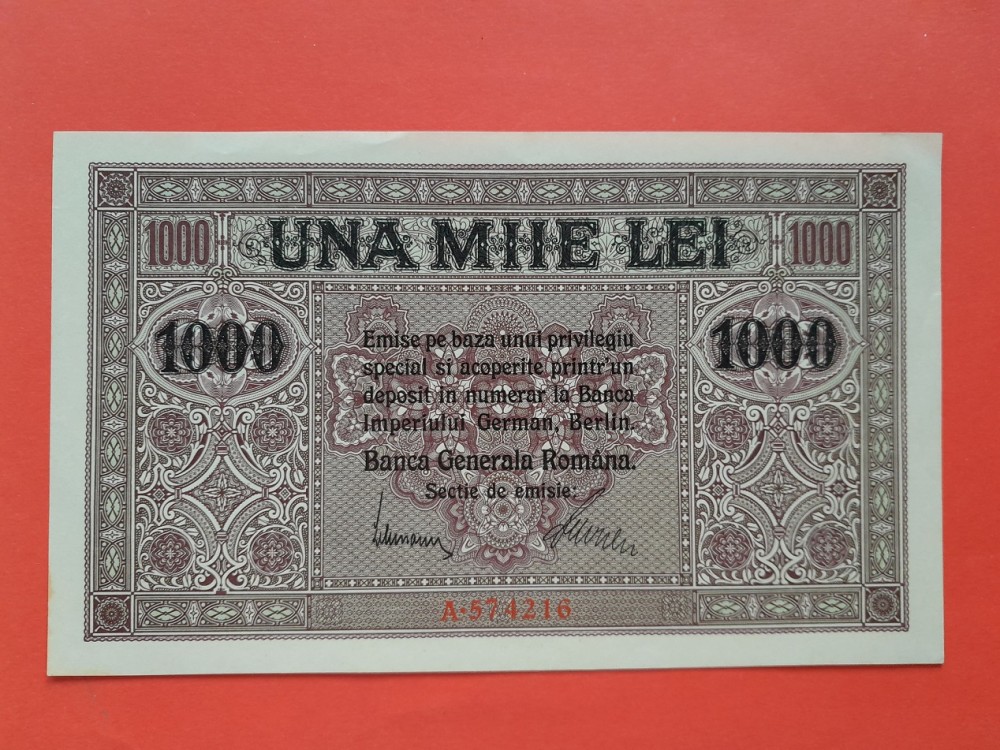 1000 UNA MIIE LEI 1000
1000 1000
Emise pe baza unui privilegiu
special si acoperite printr'un
deposit in numerar la Banca
Imperiului German, Berlin.
Banca Generala Româna.
Sectie de emisie:
A·574216